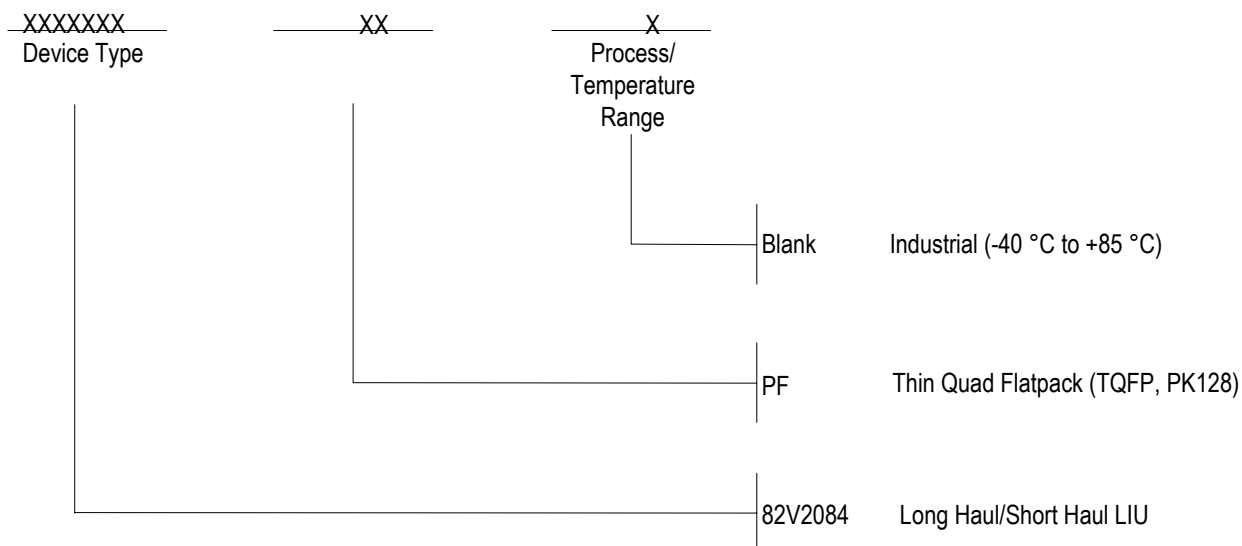 XXXXXXX XX X
Device Type Process/
Temperature
Range
Blank Industrial (-40 °C to +85 °C)
PF Thin Quad Flatpack (TQFP, PK128)
82V2084 Long Haul/Short Haul LIU